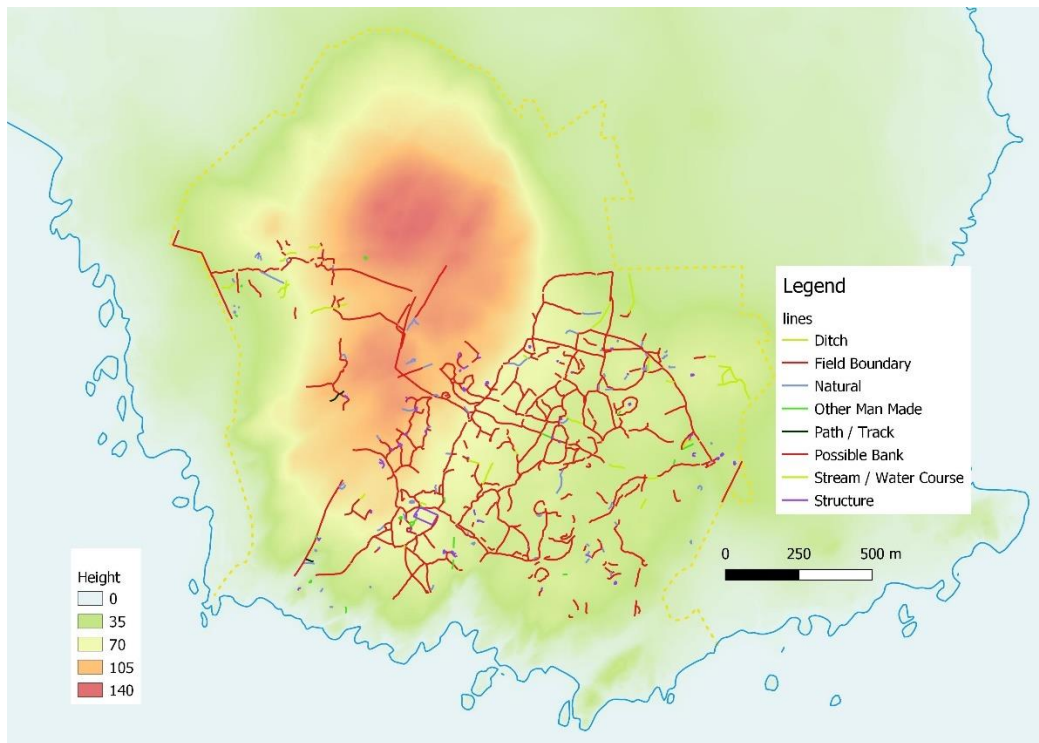 Legend
lines
Ditch
Field Boundary
Natural
Other Man Made
Path / Track
Possible Bank
Stream / Water Course
Structure
0 250 500 m
Height
0
35
70
105
140